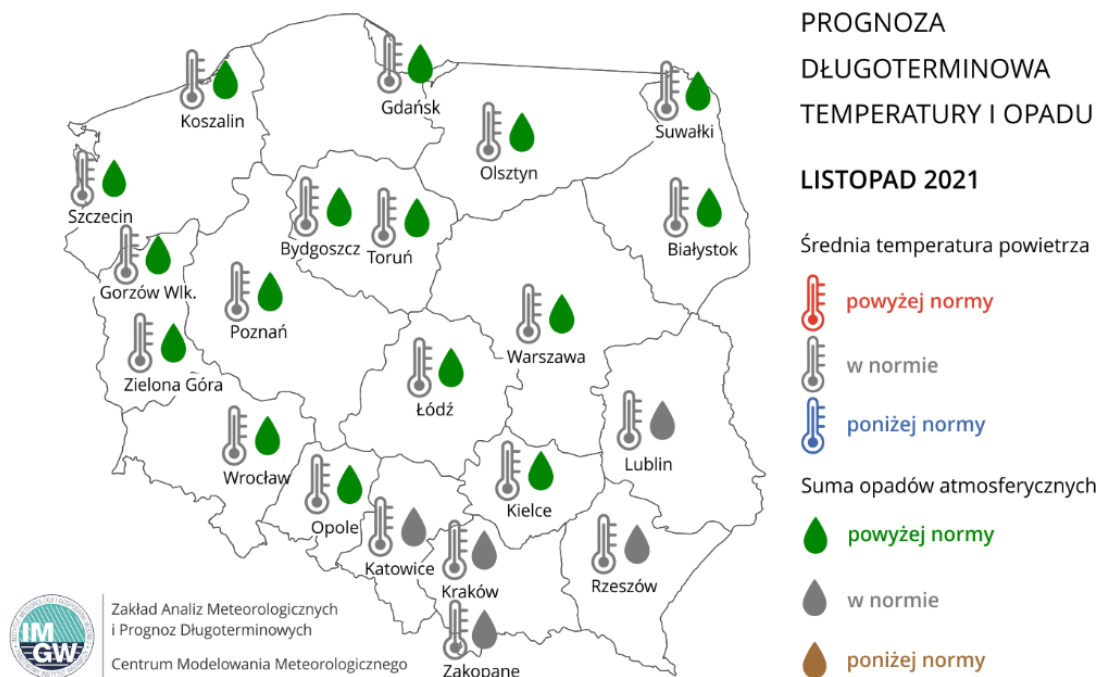 PROGNOZA
DŁUGOTERMINOWA
TEMPERATURY I OPADU
LISTOPAD 2021
Średnia temperatura powietrza
powyżej normy
w normie
poniżej normy
Suma opadów atmosferycznych
powyżej normy
w normie
poniżej normy
Koszalin
Gdańsk
Suwałki
Olsztyn
Szczecin
Bydgoszcz
Toruń
Białystok
Gorzów Wlk.
Poznań
Warszawa
Zielona Góra
Łódź
Lublin
Wrocław
Kielce
Opole
Katowice
Kraków
Rzeszów
Zakopane
IM
GW
Zakład Analiz Meteorologicznych
i Prognoz Długoterminowych
Centrum Modelowania Meteorologicznego